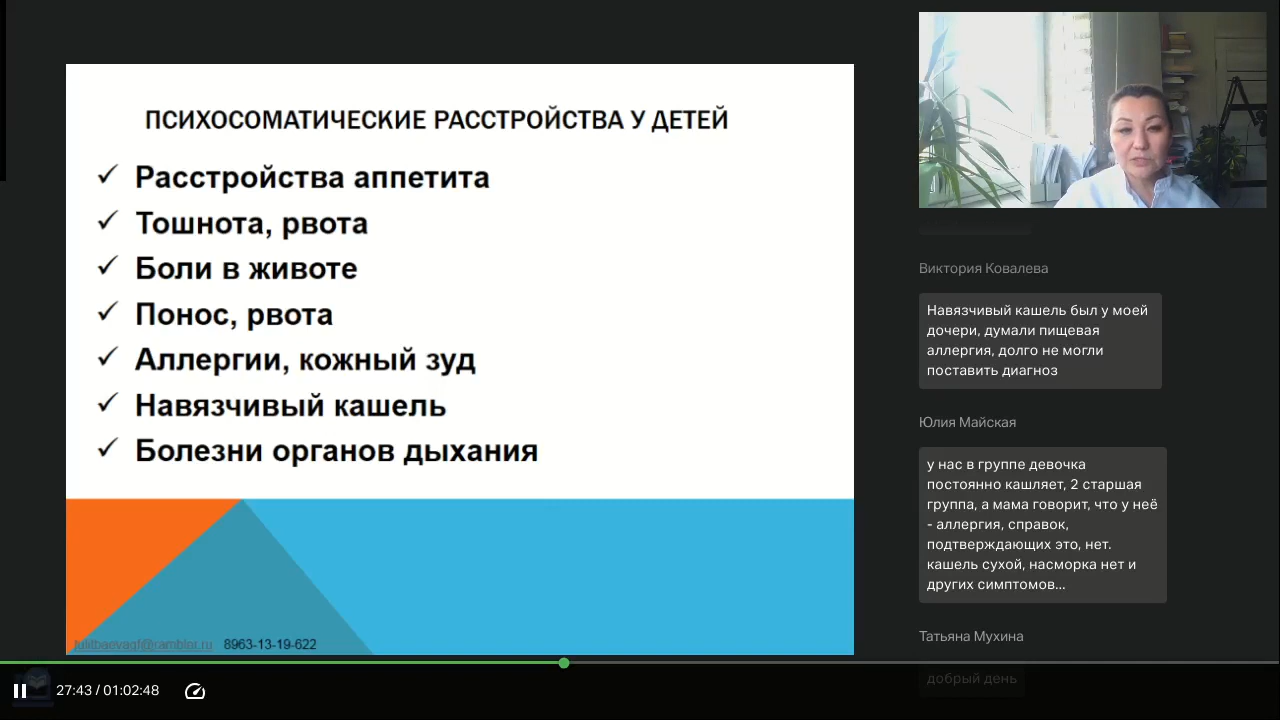 ПСИХОСОМАТИЧЕСКИЕ РАССТРОЙСТВА У ДЕТЕЙ
Расстройства аппетита
Тошнота, рвота
Боли в животе
Понос, рвота
Аллергии, кожный зуд
Навязчивый кашель
Болезни органов дыхания
8963-13-19-622
Виктория Ковалева
Навязчивый кашель был у моей
дочери, думали пищевая
аллергия, долго не могли
поставить диагноз
Юлия Майская
у нас в группе девочка
постоянно кашляет, 2 старшая
группа, а мама говорит, что у неё
- аллергия, справок,
подтверждающих это, нет.
кашель сухой, насморка нет и
других симптомов...
Татьяна Мухина
добрый день
27:43 / 01:02:48